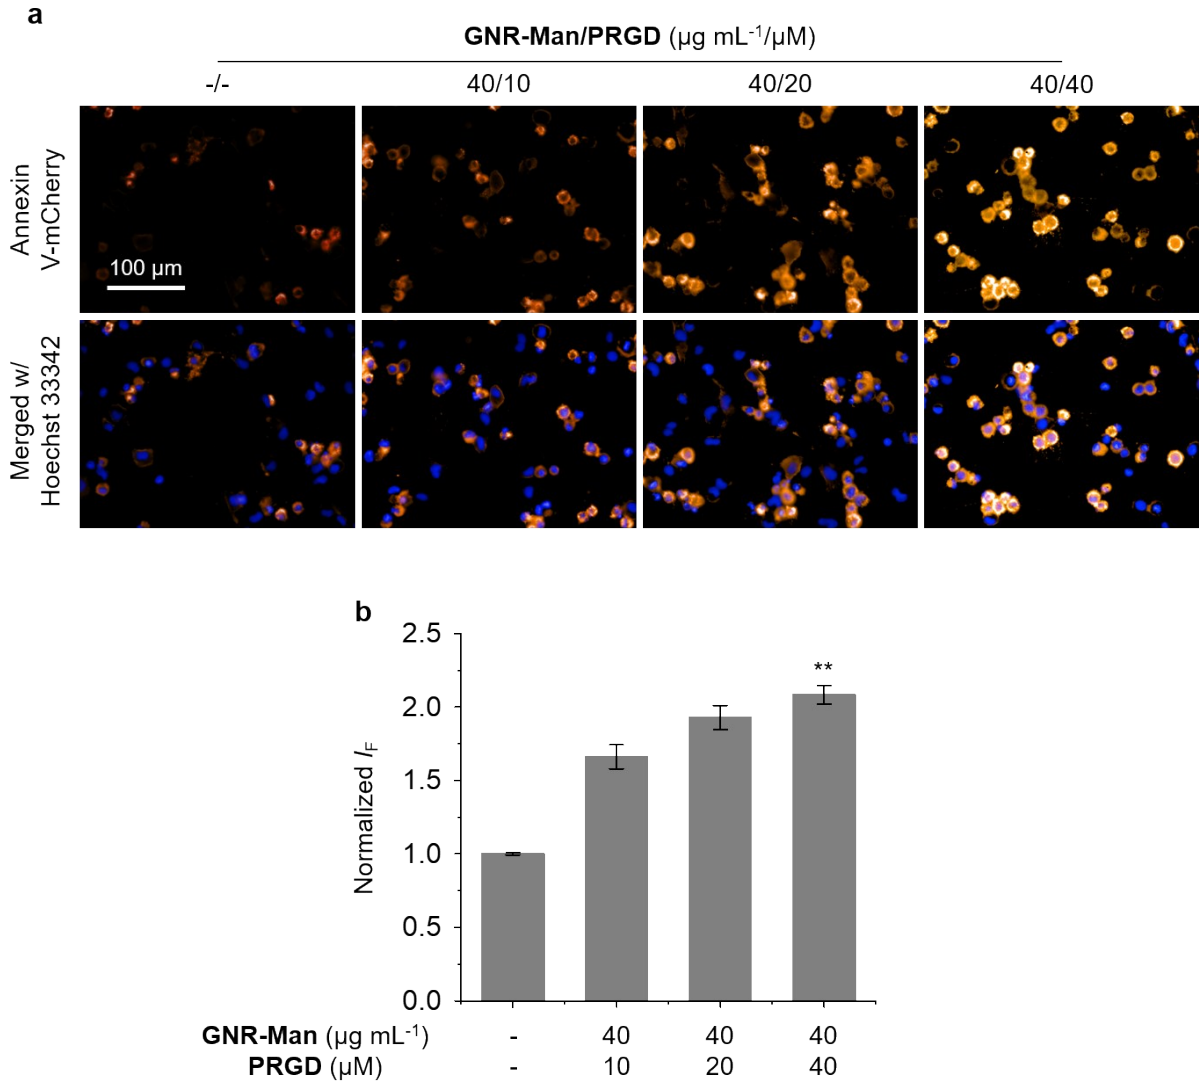 a
GNR-Man/PRGD (µg mL-1/µM)
-/-
40/10
40/20
40/40
Annexin
V-mCherry
100 µm
Merged w/
Hoechst 33342
b
2.5
2.0
1.5
1.0
0.5
0.0
Normalized IF
**
GNR-Man (µg mL-1) - 40 40 40
PRGD (µM) - 10 20 40